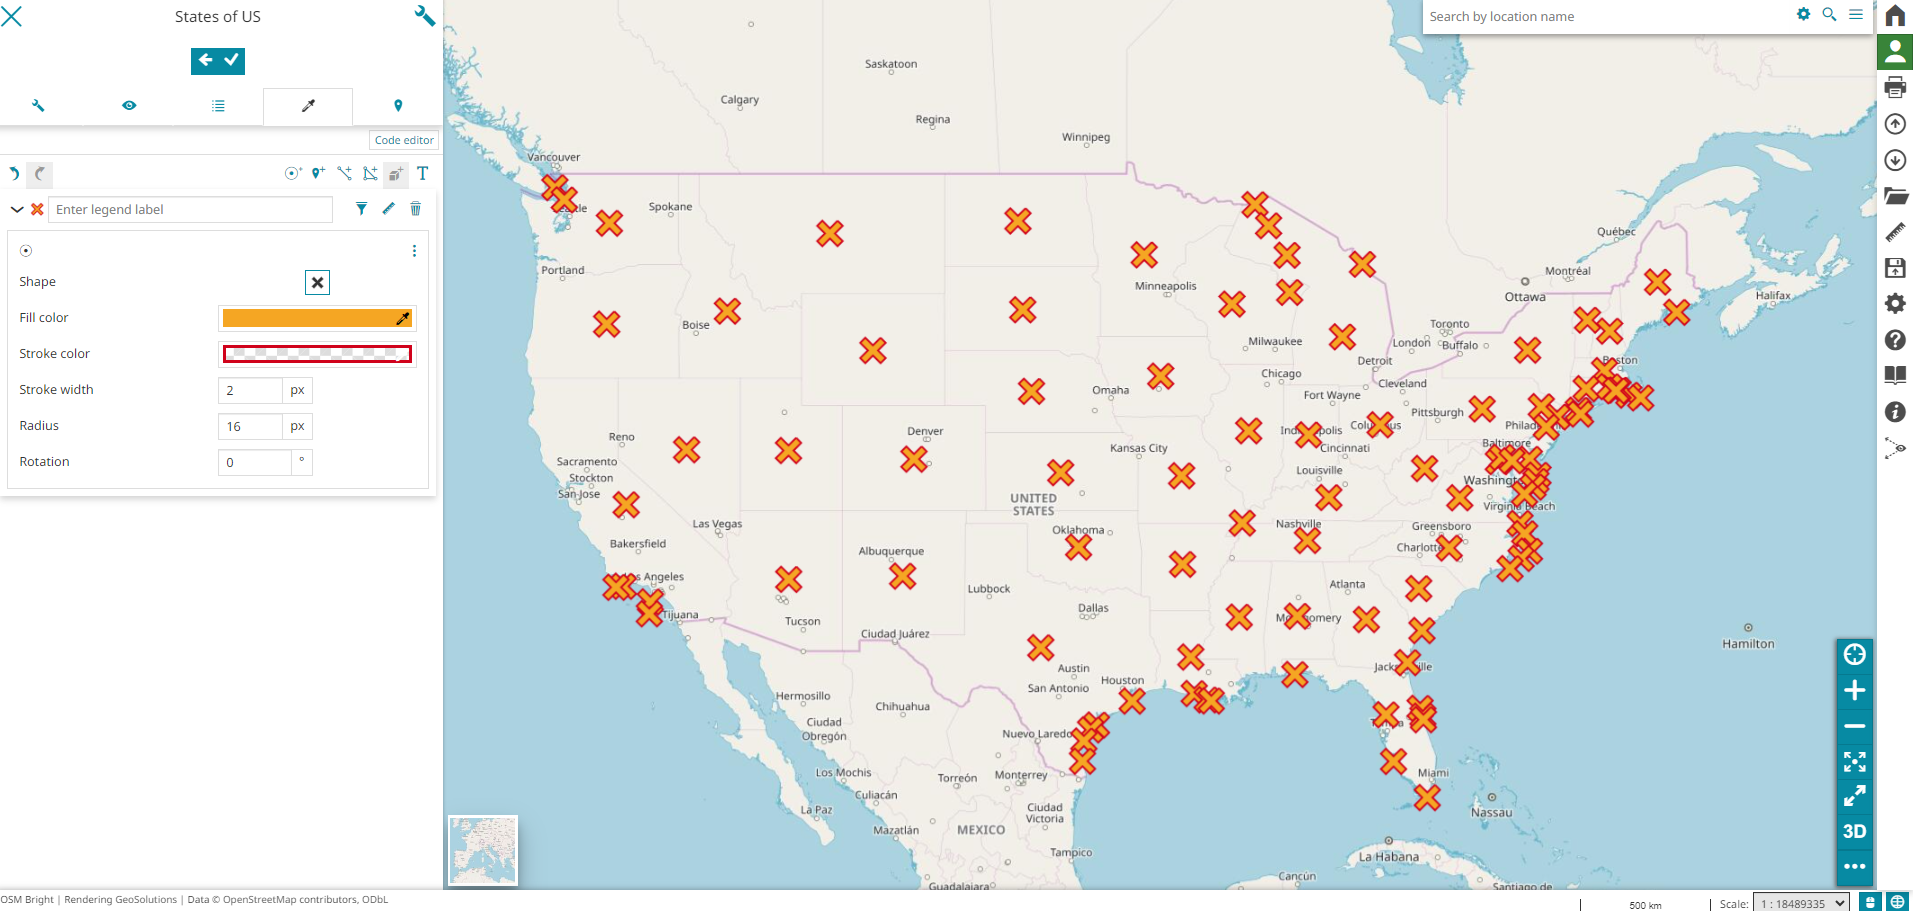 States of US
Search by location name
Code editor
T
Enter legend label
Shape
Fill color
Stroke color
Stroke width
2
px
Radius
16
px
Rotation
0
°
Saskatoon
Calgary
Regina
Winnipeg
Vancouver
Spokane
Québec
Portland
Montréal
Minneapolis
Ottawa
Halifax
Boise
Toronto
Milwaukee
London
Buffalo
Detroit
Boston
Chicago
Cleveland
Omaha
Fort Wayne
Pittsburgh
Denver
Reno
Baltimore
Kansas City
Cincinnati
Sacramento
Louisville
Stockton
Washington
San Jose
UNITED
STATES
Virginia Beach
Las Vegas
Nashville
Greensboro
Oklahoma
Bakersfield
Charlotte
Albuquerque
Los Angeles
Atlanta
Lubbock
Dallas
Tijuana
Tucson
Montgomery
Ciudad Juárez
Hamilton
Austin
Jacksonville
Houston
San Antonio
Hermosillo
Chihuahua
Ciudad
Obregón
Nuevo Laredo
Los Mochis
Torreón
Monterrey
Miami
Culiacán
La Paz
Ciudad
Victoria
Nassau
Mazatlán
MEXICO
3D
Tampico
La Habana
Cancún
Guadalajara
Santiago de
OSM Bright | Rendering GeoSolutions | Data © OpenStreetMap contributors, ODbL
500 km
Scale:
1 : 18489335